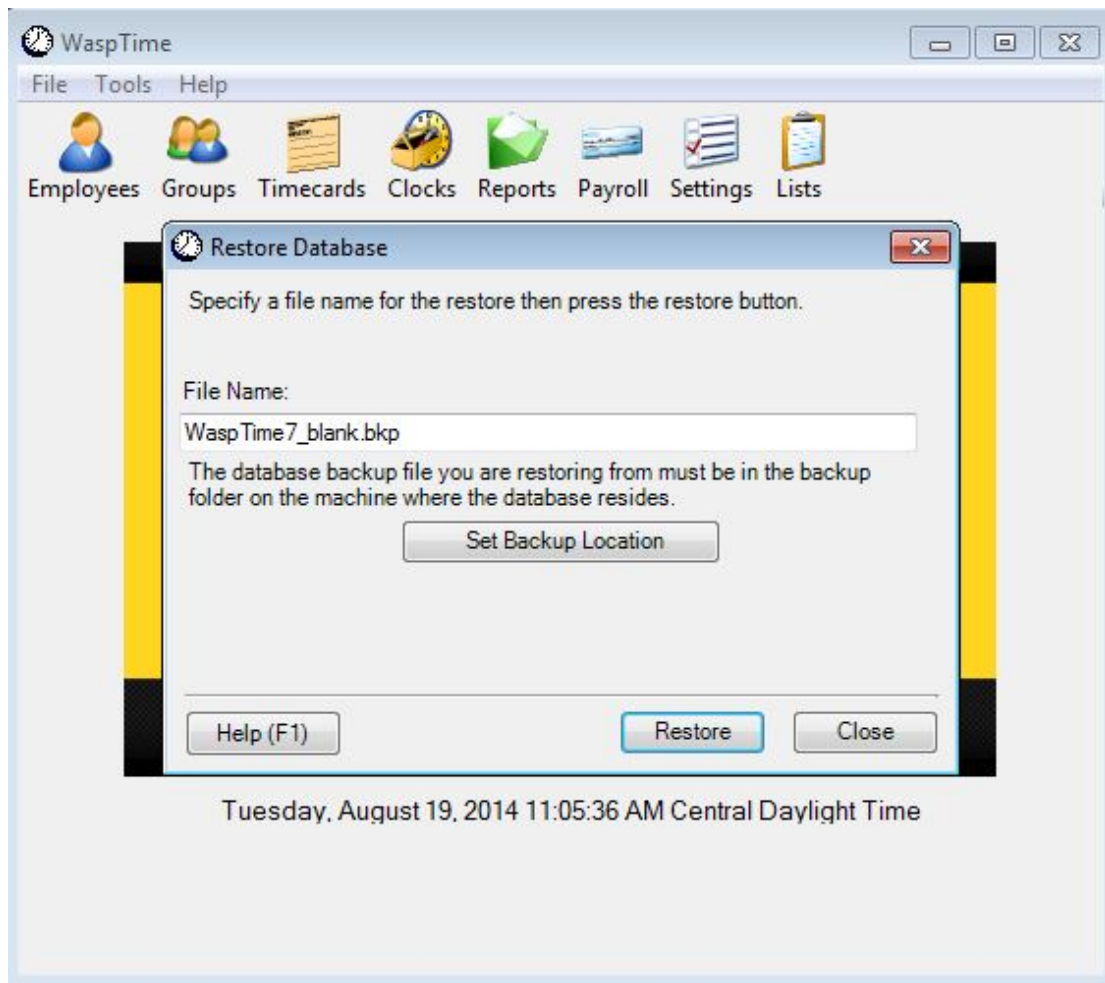 WaspTime
File Tools Help
Employees Groups Timecards Clocks Reports Payroll Settings Lists
Restore Database
Specify a file name for the restore then press the restore button.
File Name:
WaspTime7_blank.bkp
The database backup file you are restoring from must be in the backup
folder on the machine where the database resides.
Set Backup Location
Help (F1) Restore Close
Tuesday, August 19, 2014 11:05:36 AM Central Daylight Time